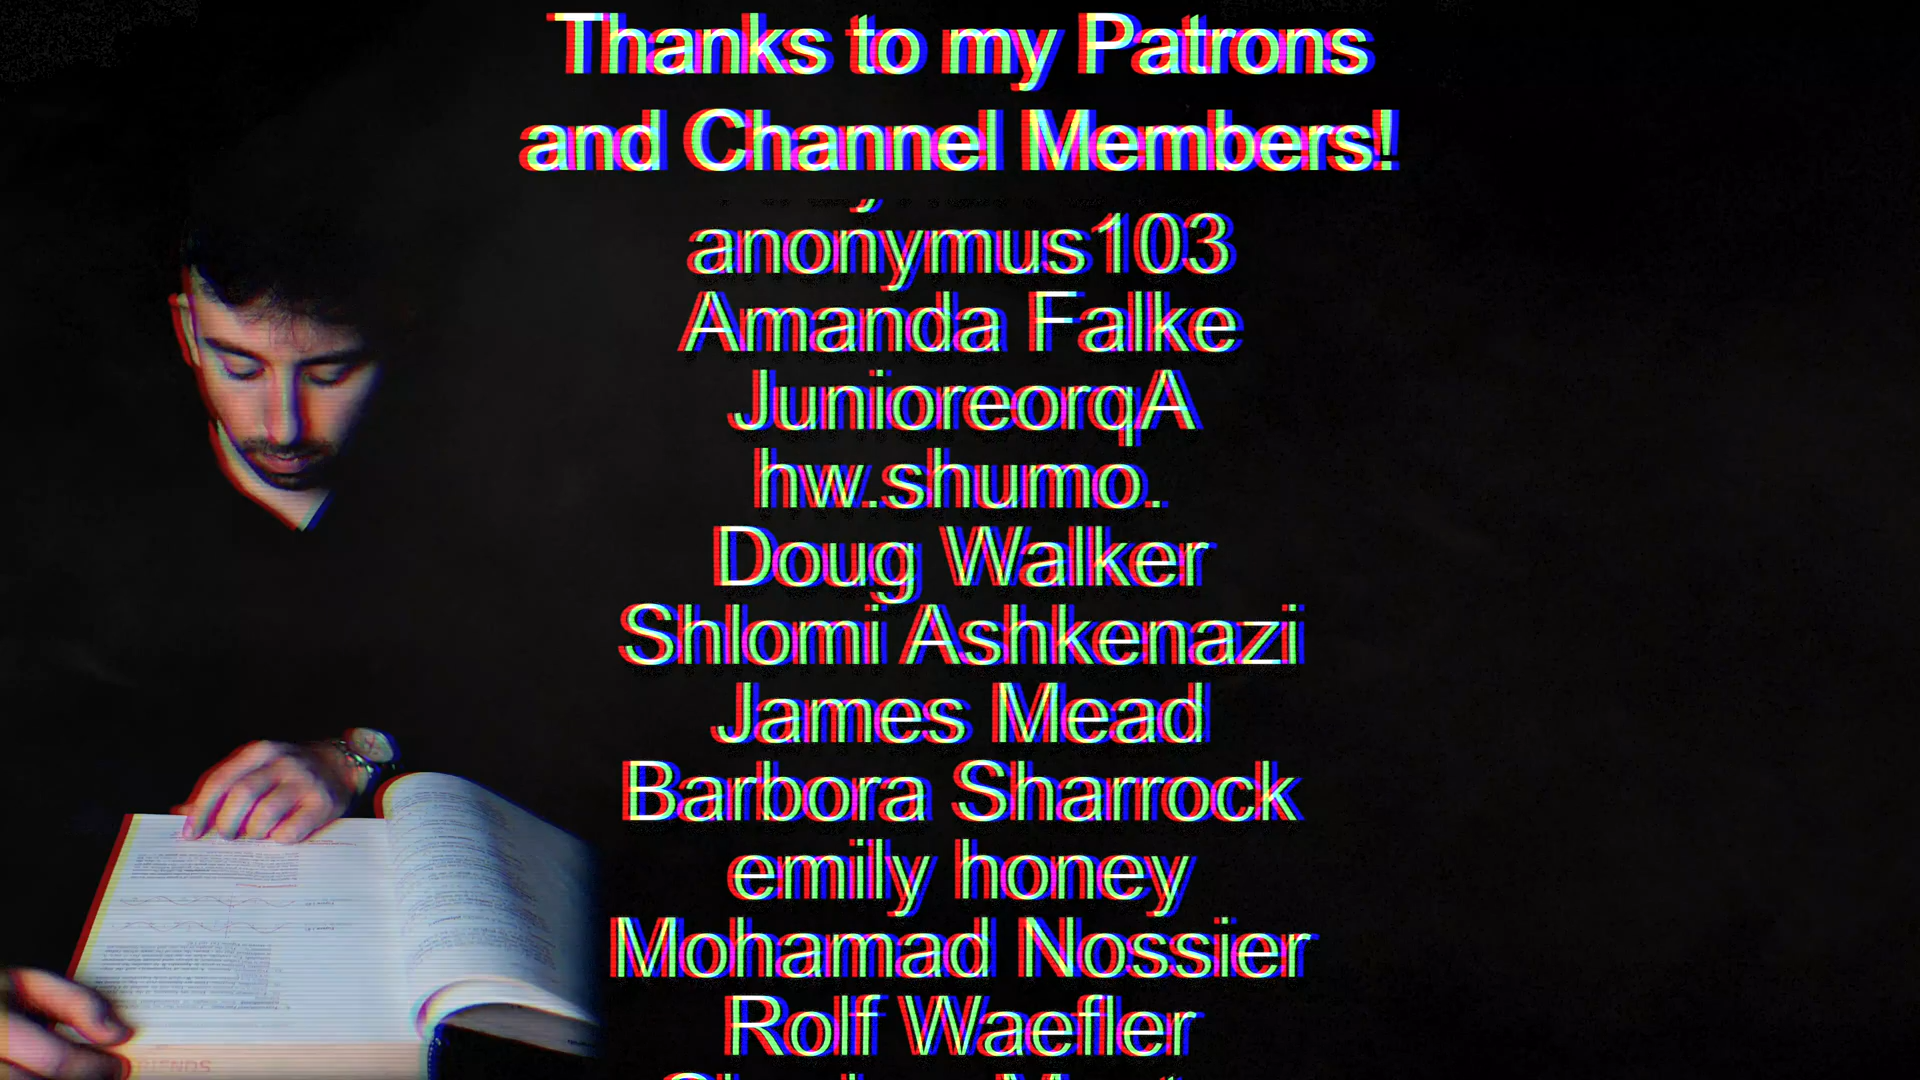 Thanks to my Patrons
and Channel Members!
anonymus103
Amanda Falke
JunioreorqA
hw.shumo.
Doug Walker
Shlomi Ashkenazi
James Mead
Barbora Sharrock
emily honey
Mohamad Nossier
Rolf Waefler